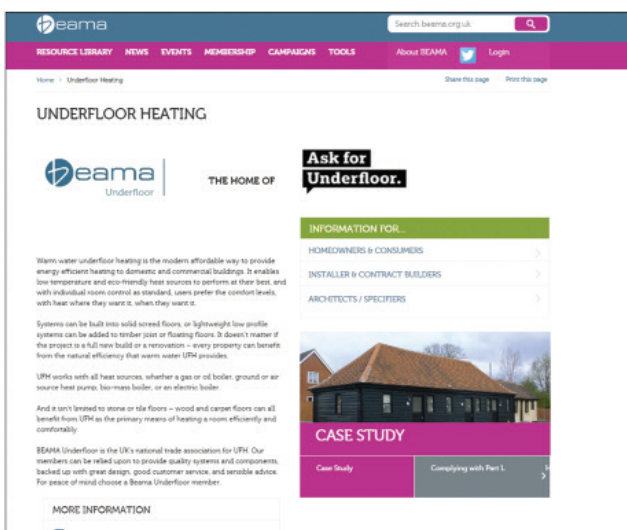 beama
Search beama.org.uk
RESOURCE LIBRARY NEWS EVENTS MEMBERSHIP CAMPAIGNS TOOLS About BEAMA Login
Home > Underfloor Heating Share this page Print this page
UNDERFLOOR HEATING
beama
Underfloor
THE HOME OF
Ask for
Underfloor.
Warm water underfloor heating is the modern affordable way to provide
energy efficient heating to domestic and commercial buildings. It enables
low temperature and eco-friendly heat sources to perform at their best, and
with individual room control as standard, users prefer the comfort levels,
with heat where they want it, when they want it.
Systems can be built into solid screed floors, or lightweight low profile
systems can be added to timber joist or floating floors. It doesn't matter if
the project is a full new build or a renovation – every property can benefit
from the natural efficiency that warm water UFH provides.
UFH works with all heat sources, whether a gas or oil boiler, ground or air
source heat pump, bio-mass boiler, or an electric boiler.
And it isn't limited to stone or tile floors – wood and carpet floors can all
benefit from UFH as the primary means of heating a room efficiently and
comfortably.
BEAMA Underfloor is the UK's national trade association for UFH. Our
members can be relied upon to provide quality systems and components,
backed up with great design, good customer service, and sensible advice.
For peace of mind choose a Beama Underfloor member.
MORE INFORMATION
INFORMATION FOR...
HOMEOWNERS & CONSUMERS
INSTALLER & CONTRACT BUILDERS
ARCHITECTS / SPECIFIERS
CASE STUDY
Case Study Complying with Part L